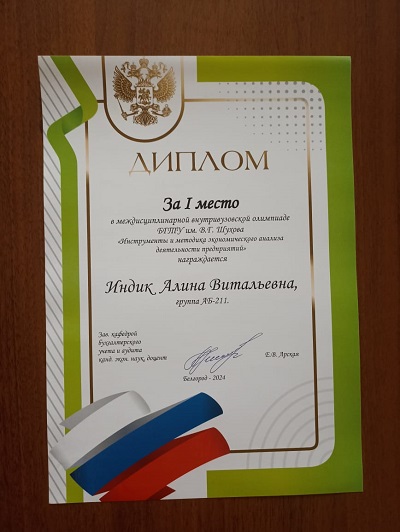 ДИПЛОМ
За I место
в междисциплинарной внутривузовской олимпиаде
БГТУ им. В.Г. Шухова
«Инструменты и методика экономического анализа
деятельности предприятий»
награждается
Индик Алина Витальевна,
группа АБ-211.
Зав. кафедрой
бухгалтерского
учета и аудита
канд. экон. наук, доцент
Е.В. Арская
Белгород - 2024